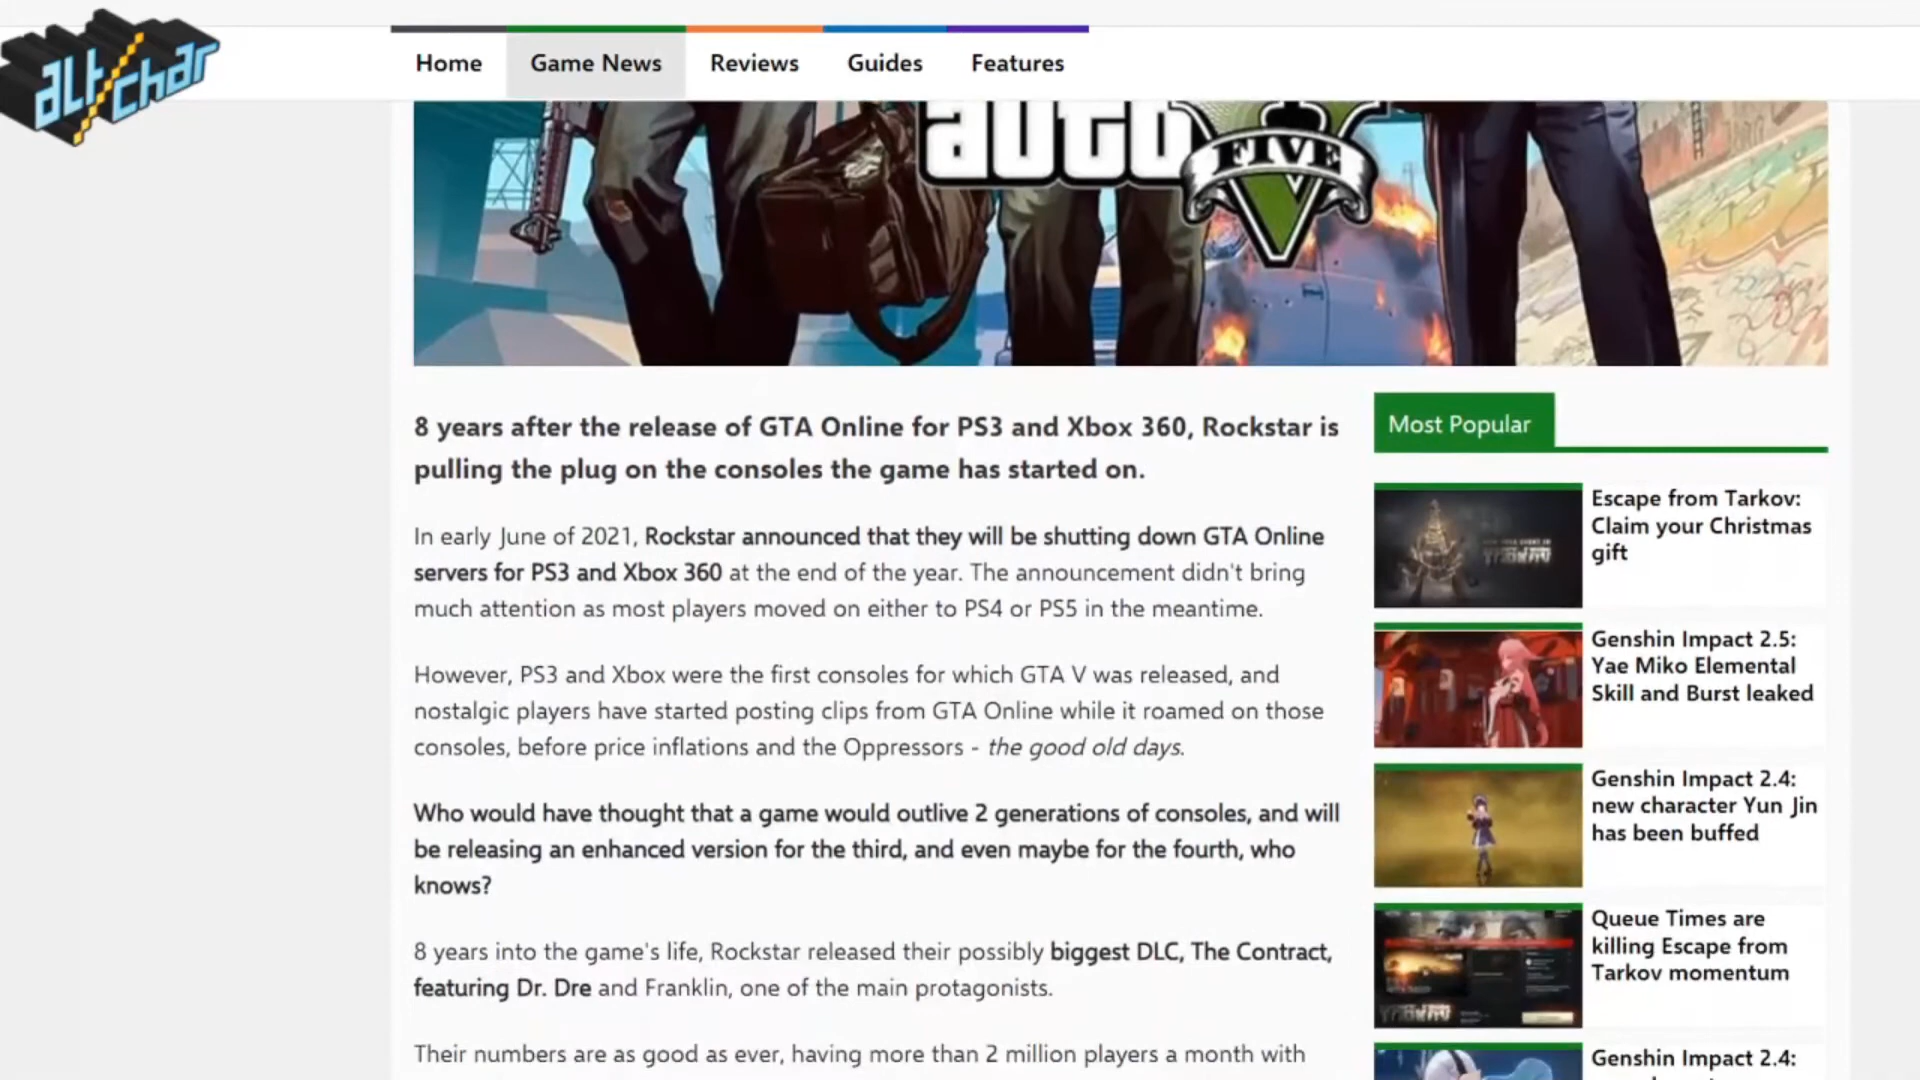 alt char
Home
Game News
Reviews
Guides
Features
auto
FIVE
8 years after the release of GTA Online for PS3 and Xbox 360, Rockstar is
pulling the plug on the consoles the game has started on.
In early June of 2021, Rockstar announced that they will be shutting down GTA Online
servers for PS3 and Xbox 360 at the end of the year. The announcement didn't bring
much attention as most players moved on either to PS4 or PS5 in the meantime.
However, PS3 and Xbox were the first consoles for which GTA V was released, and
nostalgic players have started posting clips from GTA Online while it roamed on those
consoles, before price inflations and the Oppressors - the good old days.
Who would have thought that a game would outlive 2 generations of consoles, and will
be releasing an enhanced version for the third, and even maybe for the fourth, who
knows?
8 years into the game's life, Rockstar released their possibly biggest DLC, The Contract,
featuring Dr. Dre and Franklin, one of the main protagonists.
Their numbers are as good as ever, having more than 2 million players a month with
Most Popular
Escape from Tarkov:
Claim your Christmas
gift
Genshin Impact 2.5:
Yae Miko Elemental
Skill and Burst leaked
Genshin Impact 2.4:
new character Yun Jin
has been buffed
Queue Times are
killing Escape from
Tarkov momentum
Genshin Impact 2.4: